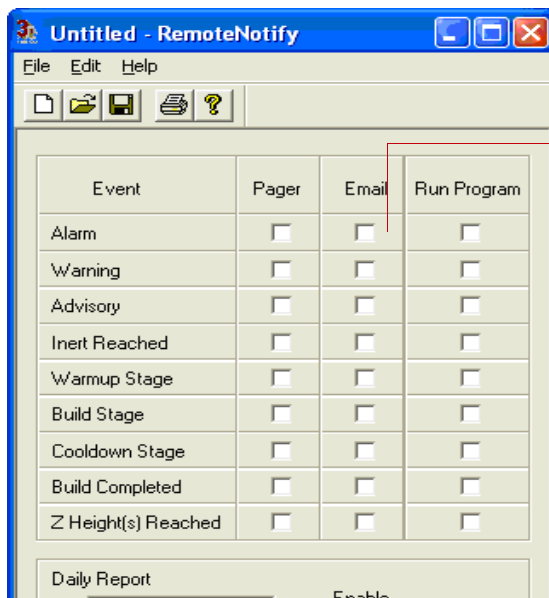 Untitled - RemoteNotify
File Edit Help
Event Pager Email Run Program
Alarm
Warning
Advisory
Inert Reached
Warmup Stage
Build Stage
Cooldown Stage
Build Completed
Z Height(s) Reached
Daily Report
Enable